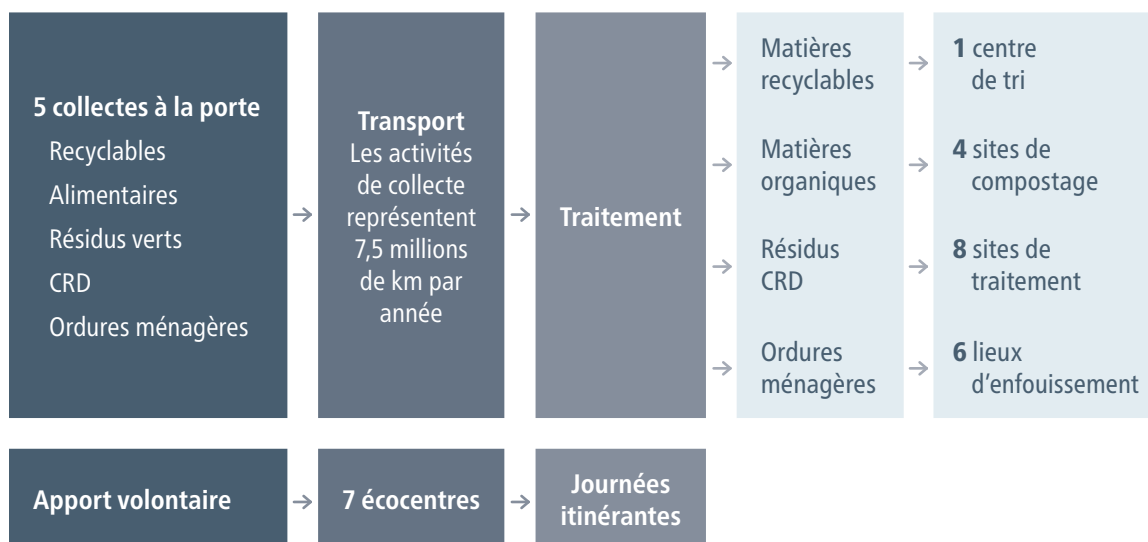 5 collectes à la porte
Recyclables
Alimentaires
Résidus verts
CRD
Ordures ménagères
Transport
Les activités
de collecte
représentent
7,5 millions
de km par
année
Traitement
Matières
recyclables
1 centre
de tri
Matières
organiques
4 sites de
compostage
Résidus
CRD
8 sites de
traitement
Ordures
ménagères
6 lieux
d'enfouissement
Apport volontaire
7 écocentres
Journées
itinérantes